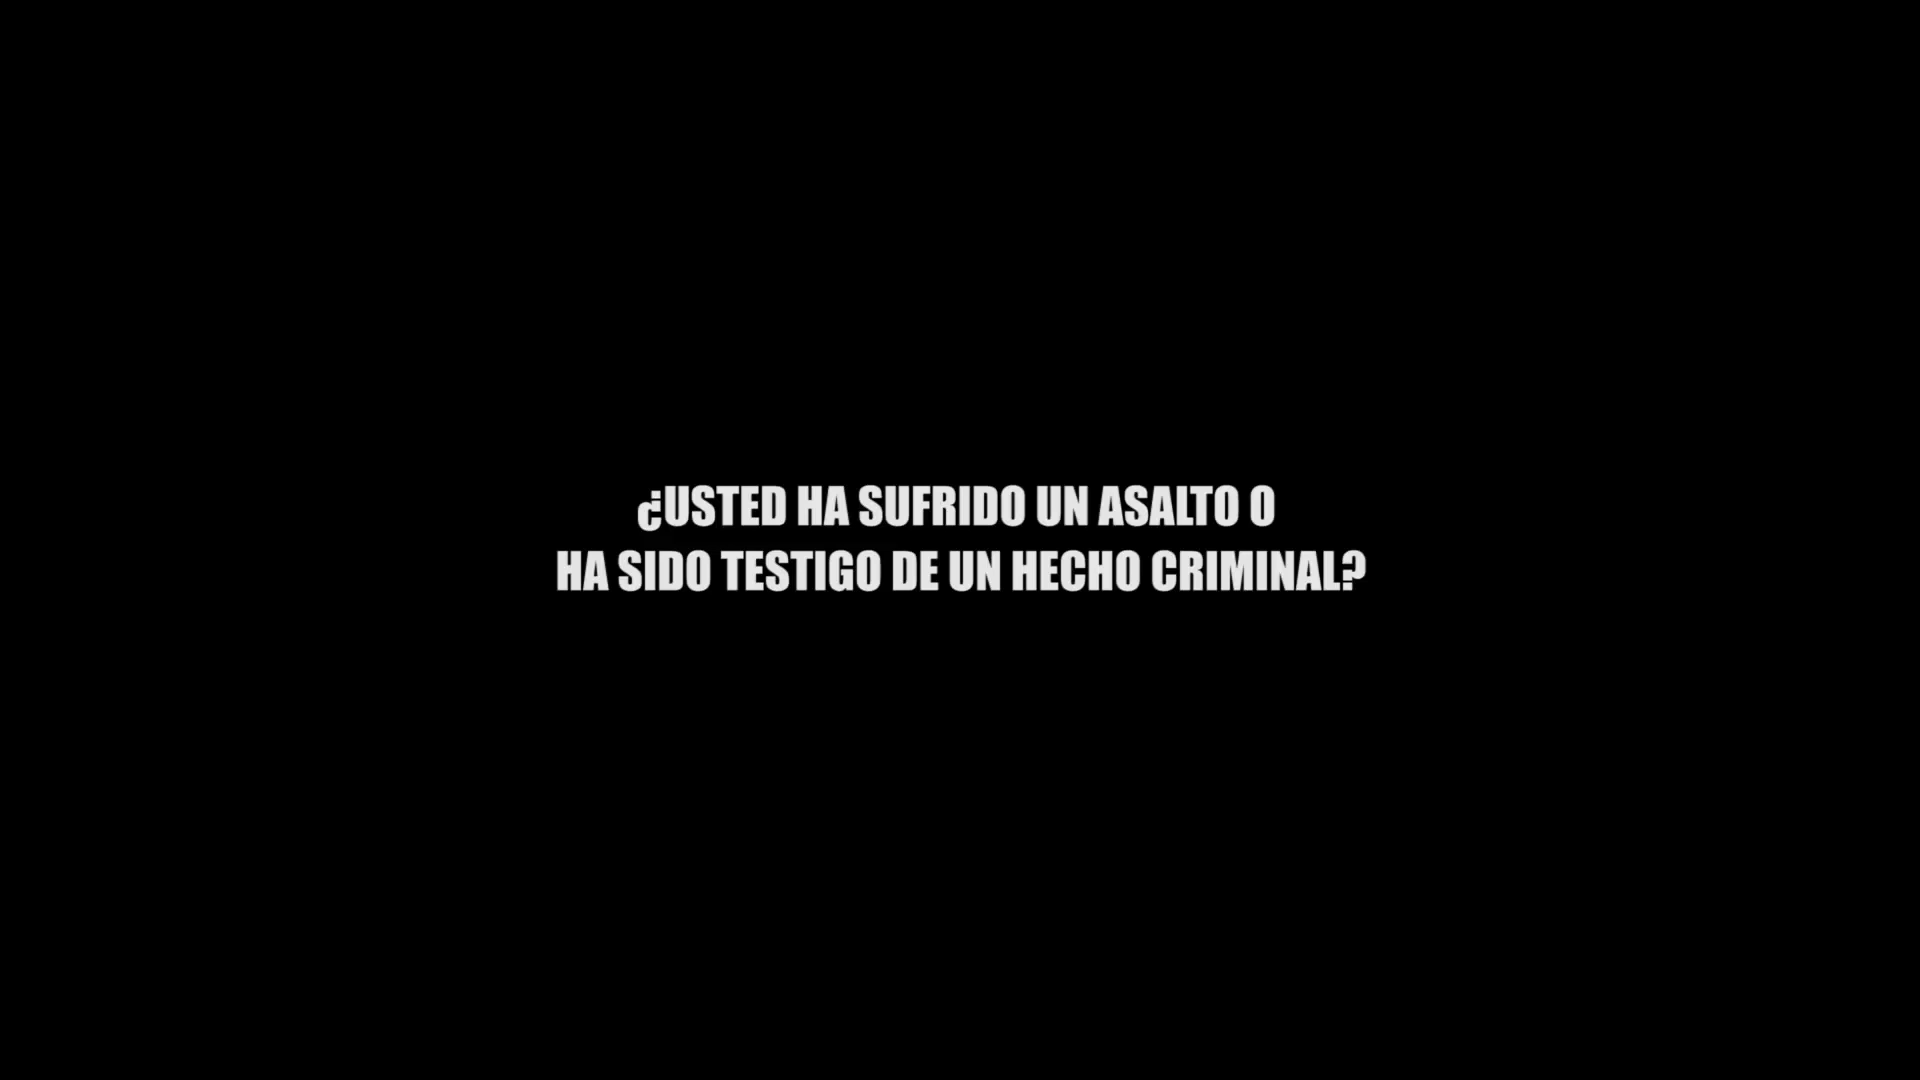 ¿USTED HA SUFRIDO UN ASALTO O
HA SIDO TESTIGO DE UN HECHO CRIMINAL?